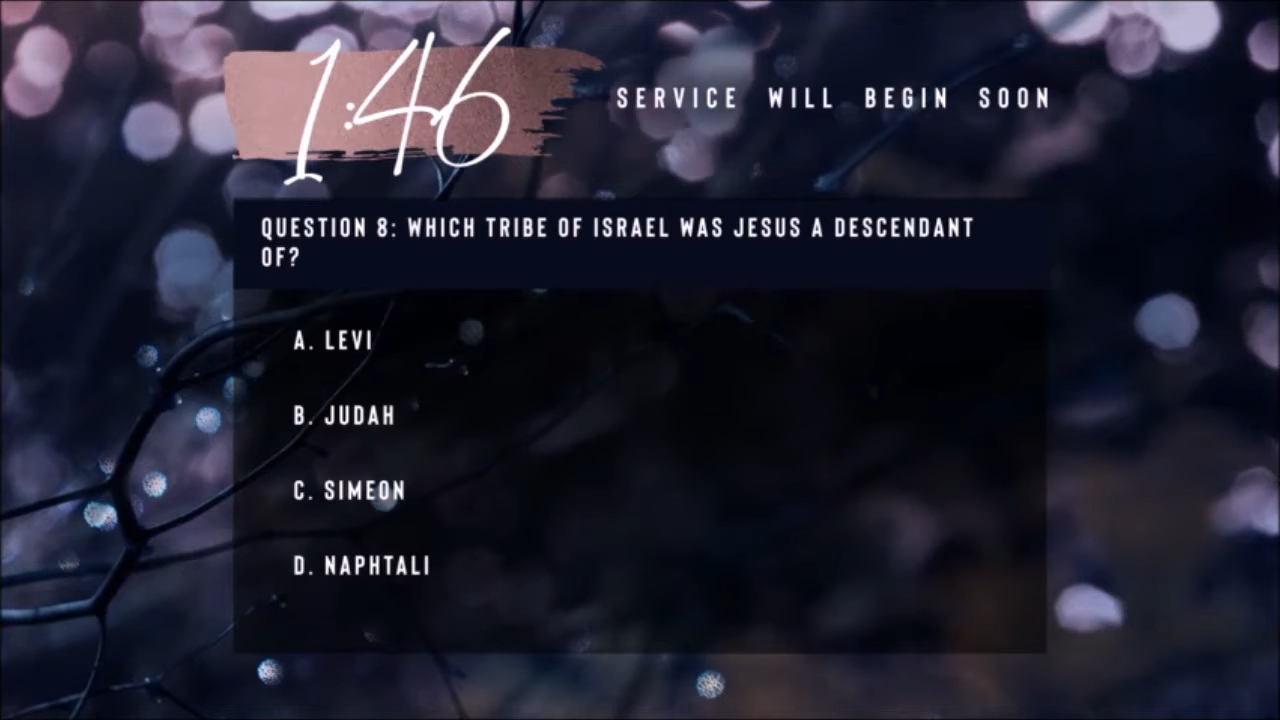 1:46
SERVICE WILL BEGIN SOON
QUESTION 8: WHICH TRIBE OF ISRAEL WAS JESUS A DESCENDANT
OF?
A. LEVI
B. JUDAH
C. SIMEON
D. NAPHTALI